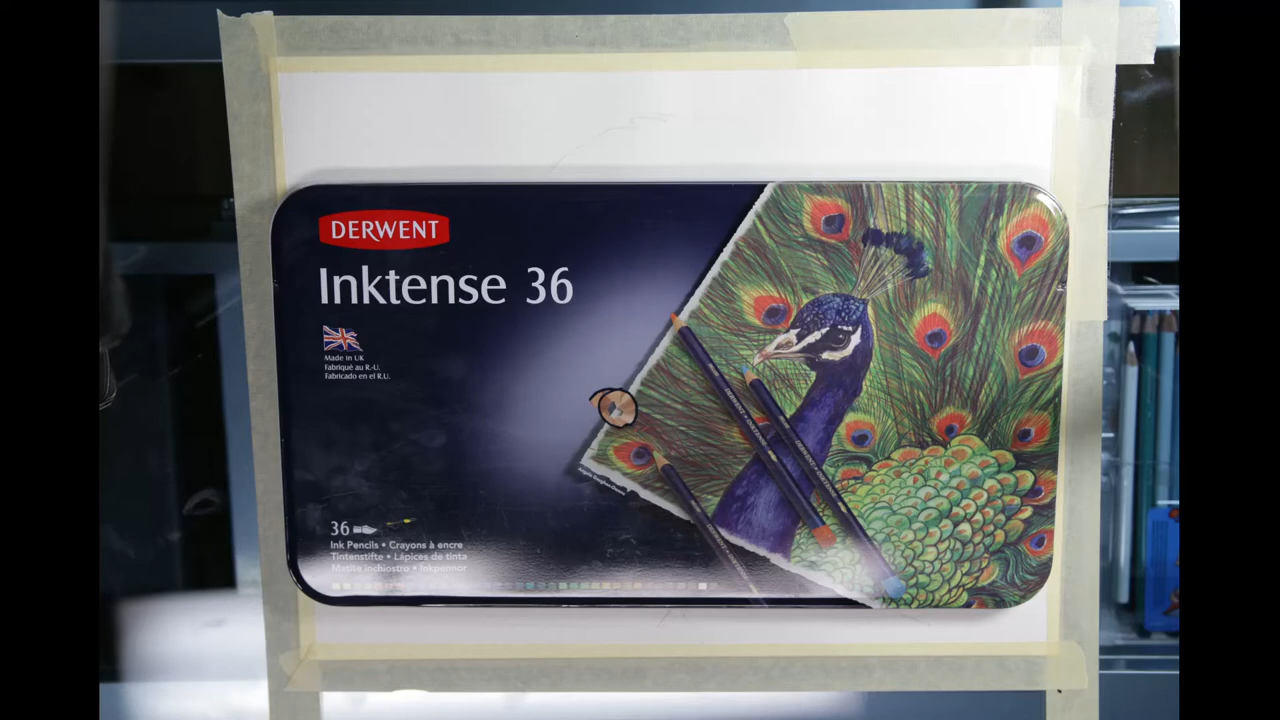 DERWENT
Inktense 36
Made in UK
Fabriqué au R.-U.
Fabricado en el R.U.
36
Ink Pencils • Crayons à encre
Tintenstifte • Lápices de tinta
Matite inchiostro • Inkpennor